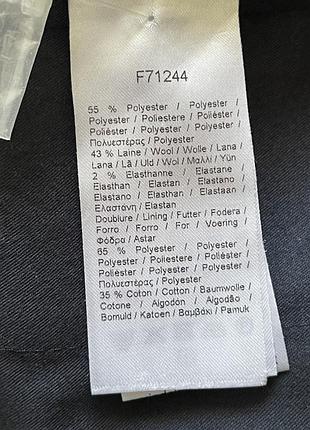 F71244
55 % Polyester / Polyester /
Polyester / Poliestere / Poliéster /
Poliéster / Polyester / Polyester /
Πολυεστέρας / Polyester
43 % Laine / Wool / Wolle / Lana /
Lana / Lã / Uld / Wol / Μαλλί / Yün
2 % Elasthanne / Elastane /
Elasthan / Elastan / Elastano /
Elastano / Elasthan / Elastaan /
Ελαστάνη / Elastan
Doublure / Lining / Futter / Fodera /
Forro / Forro / For / Voering /
Φόδρα / Astar
65 % Polyester / Polyester /
Polyester / Poliestere / Poliéster /
Poliéster / Polyester / Polyester /
Πολυεστέρας / Polyester
35 % Coton / Cotton / Baumwolle /
Cotone / Algodón / Algodão /
Bomuld / Katoen / Βαμβάκι / Pamuk